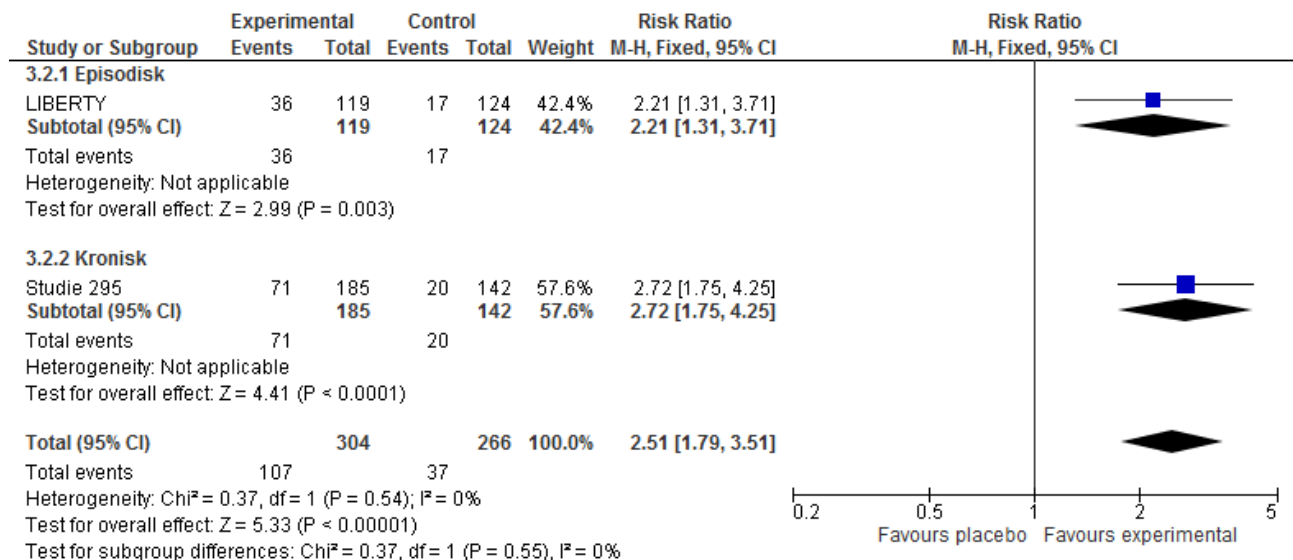 Experimental Control Risk Ratio Risk Ratio
Study or Subgroup Events Total Events Total Weight M-H, Fixed, 95% CI M-H, Fixed, 95% CI
3.2.1 Episodisk
LIBERTY 36 119 17 124 42.4% 2.21 [1.31, 3.71]
Subtotal (95% CI) 119 124 42.4% 2.21 [1.31, 3.71]
Total events 36 17
Heterogeneity: Not applicable
Test for overall effect: Z = 2.99 (P = 0.003)
3.2.2 Kronisk
Studie 295 71 185 20 142 57.6% 2.72 [1.75, 4.25]
Subtotal (95% CI) 185 142 57.6% 2.72 [1.75, 4.25]
Total events 71 20
Heterogeneity: Not applicable
Test for overall effect: Z = 4.41 (P < 0.0001)
Total (95% CI) 304 266 100.0% 2.51 [1.79, 3.51]
Total events 107 37
Heterogeneity: Chi² = 0.37, df = 1 (P = 0.54); I² = 0%
Test for overall effect: Z = 5.33 (P < 0.00001)
Test for subgroup differences: Chi² = 0.37, df = 1 (P = 0.55), I² = 0%
0.2 0.5 1 2 5
Favours placebo Favours experimental